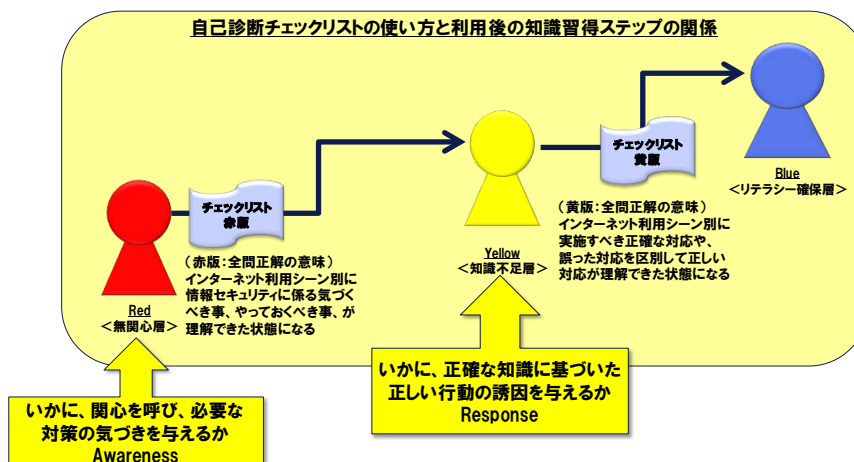 自己診断チェックリストの使い方と利用後の知識習得ステップの関係
チェックリスト
赤版
（赤版：全問正解の意味）
インターネット利用シーン別に
情報セキュリティに係る気づく
べき事、やっておくべき事、が
理解できた状態になる
Red
＜無関心層＞
チェックリスト
黄版
（黄版：全問正解の意味）
インターネット利用シーン別に
実施すべき正確な対応や、
誤った対応を区別して正しい
対応が理解できた状態になる
Yellow
＜知識不足層＞
Blue
＜リテラシー確保層＞
いかに、関心を呼び、必要な
対策の気づきを与えるか
Awareness
いかに、正確な知識に基づいた
正しい行動の誘因を与えるか
Response